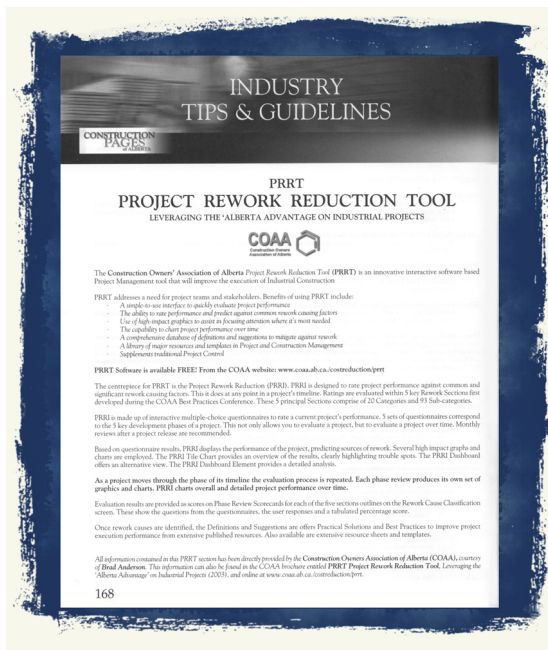 INDUSTRY
TIPS & GUIDELINES
CONSTRUCTION
PAGES
of ALBERTA
PRRT
PROJECT REWORK REDUCTION TOOL
LEVERAGING THE 'ALBERTA ADVANTAGE ON INDUSTRIAL PROJECTS
COAA
Construction Owners
Association of Alberta
The Construction Owners' Association of Alberta Project Rework Reduction Tool (PRRT) is an innovative interactive software based
Project Management tool that will improve the execution of Industrial Construction
PRRT addresses a need for project teams and stakeholders. Benefits of using PRRT include:
· A simple-to-use interface to quickly evaluate project performance
· The ability to rate performance and predict against common rework causing factors
· Use of high-impact graphics to assist in focusing attention where it's most needed
· The capability to chart project performance over time
· A comprehensive database of definitions and suggestions to mitigate against rework
· A library of major resources and templates in Project and Construction Management
· Supplements traditional Project Control
PRRT Software is available FREE! From the COAA website: www.coaa.ab.ca./costreduction/prrt
The centrepiece for PRRT is the Project Rework Reduction (PRRI). PRRI is designed to rate project performance against common and
significant rework causing factors. This it does at any point in a project's timeline. Ratings are evaluated within 5 key Rework Sections first
developed during the COAA Best Practices Conference. These 5 principal Sections comprise of 20 Categories and 93 Sub-categories.
PRRI is made up of interactive multiple-choice questionnaires to rate a current project's performance. 5 sets of questionnaires correspond
to the 5 key development phases of a project. This not only allows you to evaluate a project, but to evaluate a project over time. Monthly
reviews after a project release are recommended.
Based on questionnaire results, PRRI displays the performance of the project, predicting sources of rework. Several high impact graphs and
charts are employed. The PRRI Tile Chart provides an overview of the results, clearly highlighting trouble spots. The PRRI Dashboard
offers an alternative view. The PRRI Dashboard Element provides a detailed analysis.
As a project moves through the phase of its timeline the evaluation process is repeated. Each phase review produces its own set of
graphics and charts. PRRI charts overall and detailed project performance over time.
Evaluation results are provided as scores on Phase Review Scorecards for each of the five sections outlines on the Rework Cause Classification
screen. These show the questions from the questionnaires, the user responses and a tabulated percentage score.
Once rework causes are identified, the Definitions and Suggestions are offers Practical Solutions and Best Practices to improve project
execution performance from extensive published resources. Also available are extensive resource sheets and templates.
All information contained in this PRRT section has been directly provided by the Construction Owners Association of Alberta (COAA), courtesy
of Brad Anderson. This information can also be found in the COAA brochure entitled PRRT Project Rework Reduction Tool, Leveraging the
'Alberta Advantage' on Industrial Projects (2003), and online at www.coaa.ab.ca./costreduction/prrt.
168